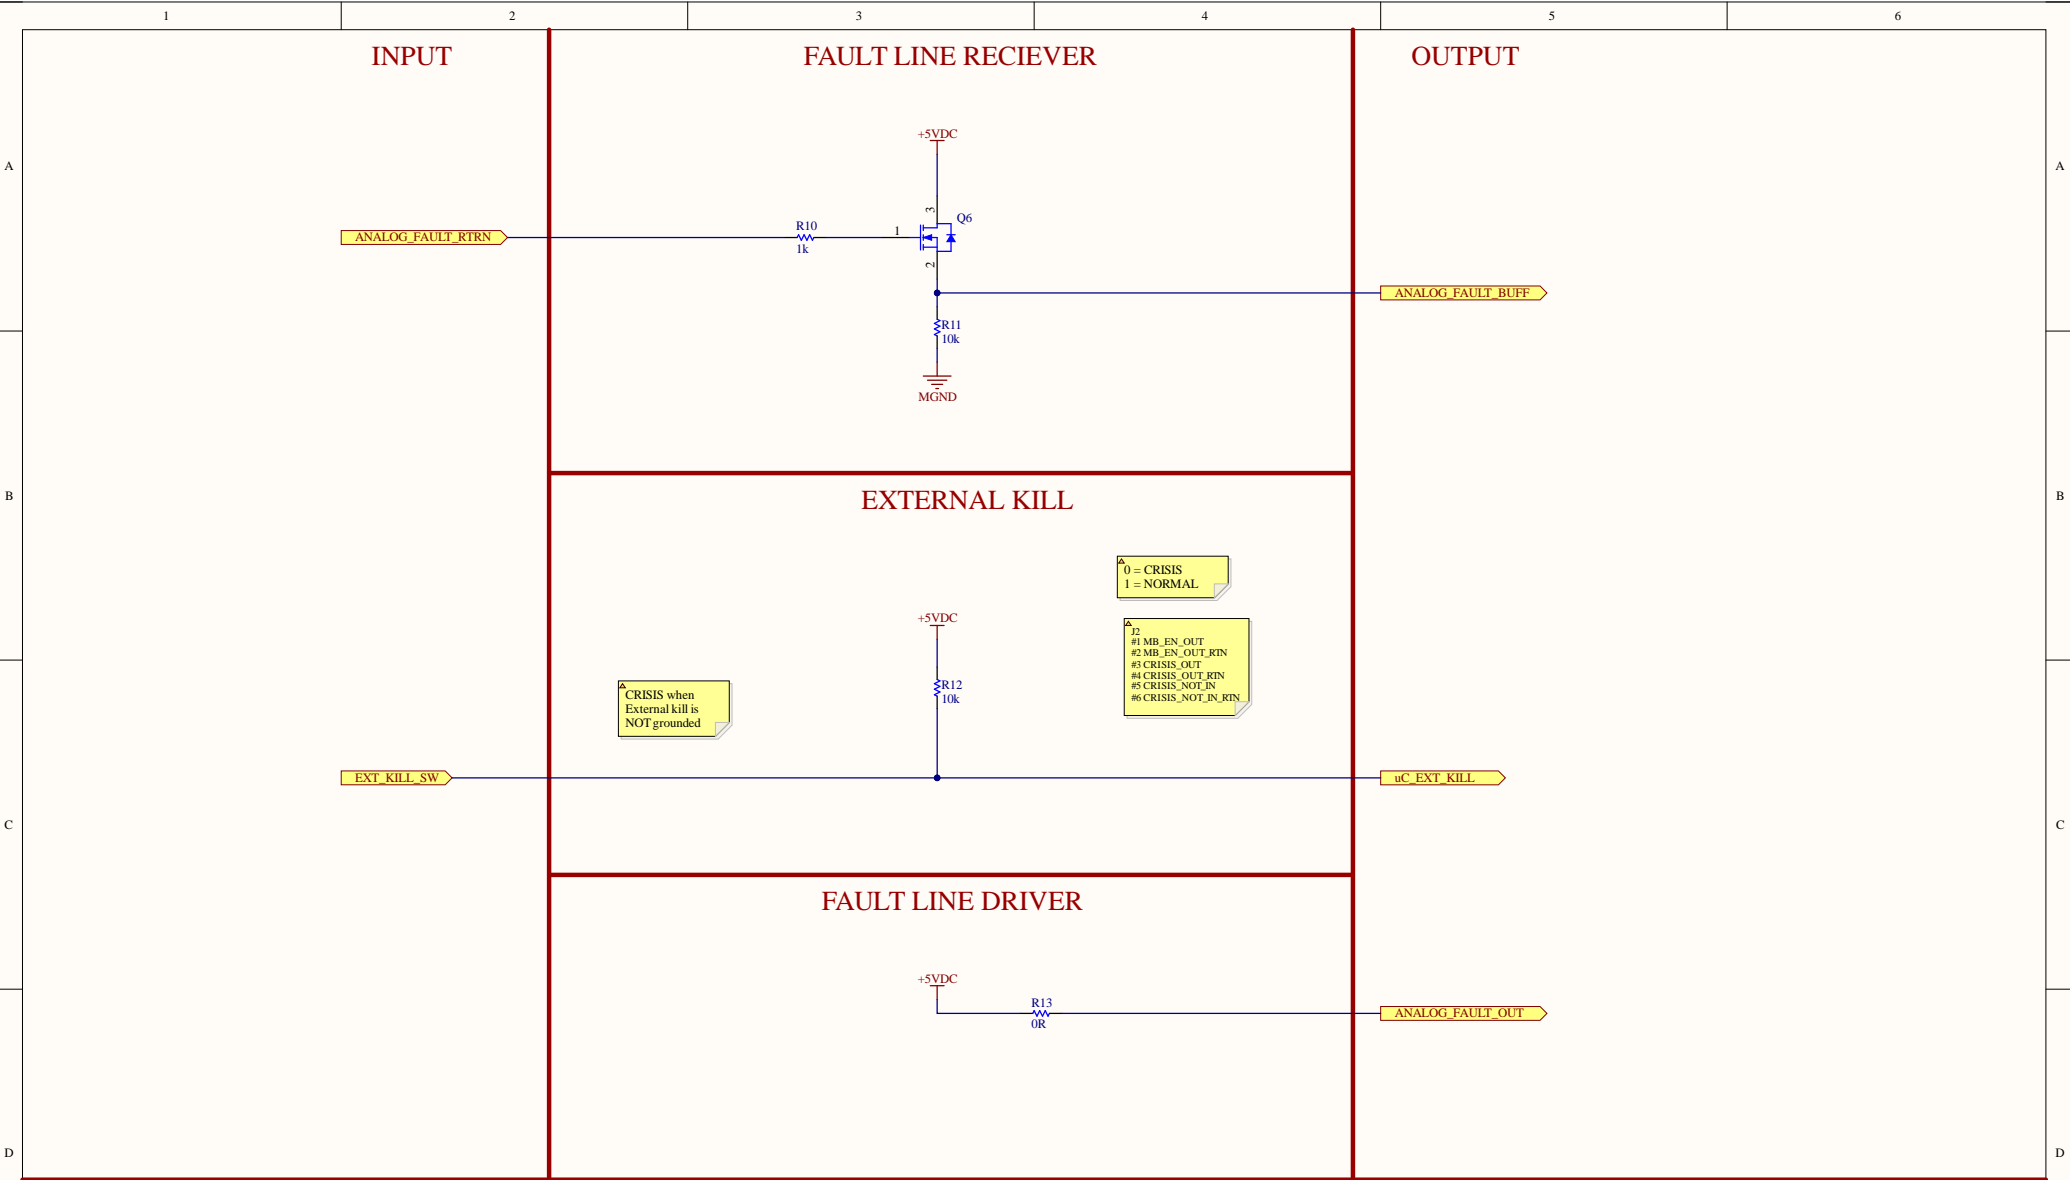 1 2 3 4 5 6
INPUT
FAULT LINE RECIEVER
OUTPUT
+5VDC
A
A
3
Q6
ANALOG_FAULT_RTRN
R10
1k
1
2
ANALOG_FAULT_BUFF
R11
10k
MGND
B
B
EXTERNAL KILL
0 = CRISIS
1 = NORMAL
+5VDC
J2
#1 MB_EN_OUT
#2 MB_EN_OUT_RTN
#3 CRISIS_OUT
#4 CRISIS_OUT_RTN
#5 CRISIS_NOT_IN
#6 CRISIS_NOT_IN_RTN
R12
10k
CRISIS when
External kill is
NOT grounded
EXT_KILL_SW
uC_EXT_KILL
C
C
FAULT LINE DRIVER
+5VDC
R13
0R
ANALOG_FAULT_OUT
D
D